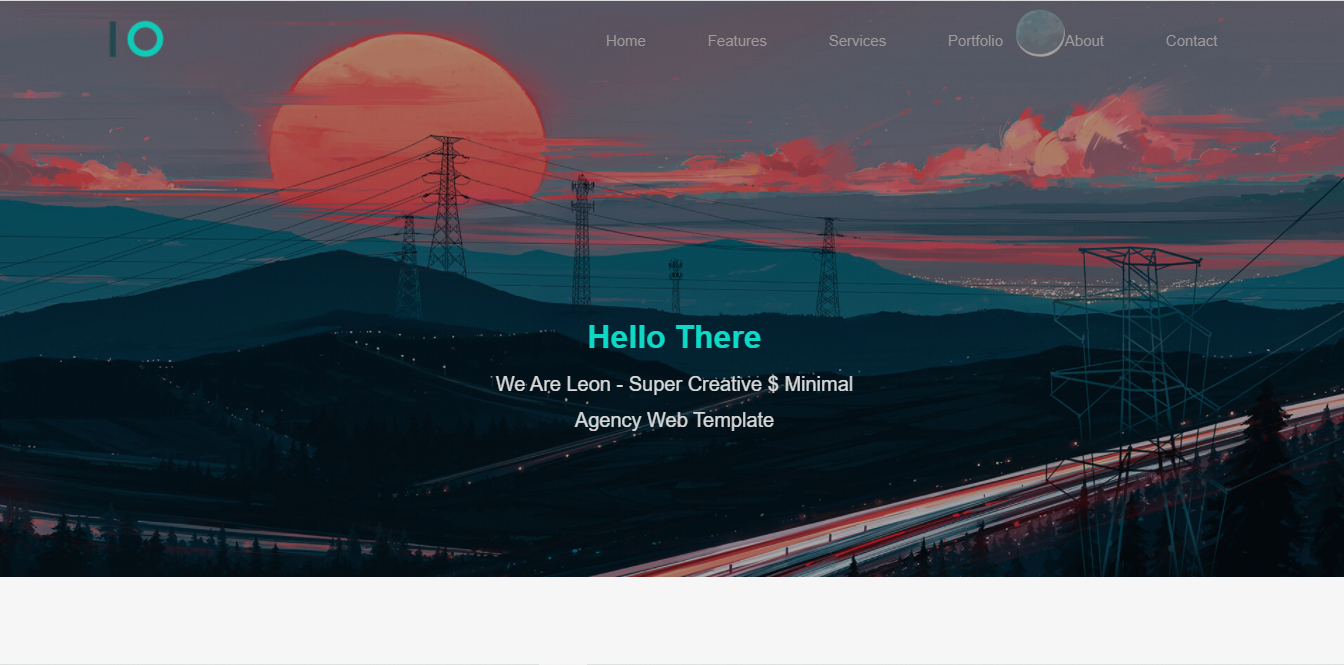 IO
Home Features Services Portfolio About Contact
Hello There
We Are Leon - Super Creative $ Minimal
Agency Web Template